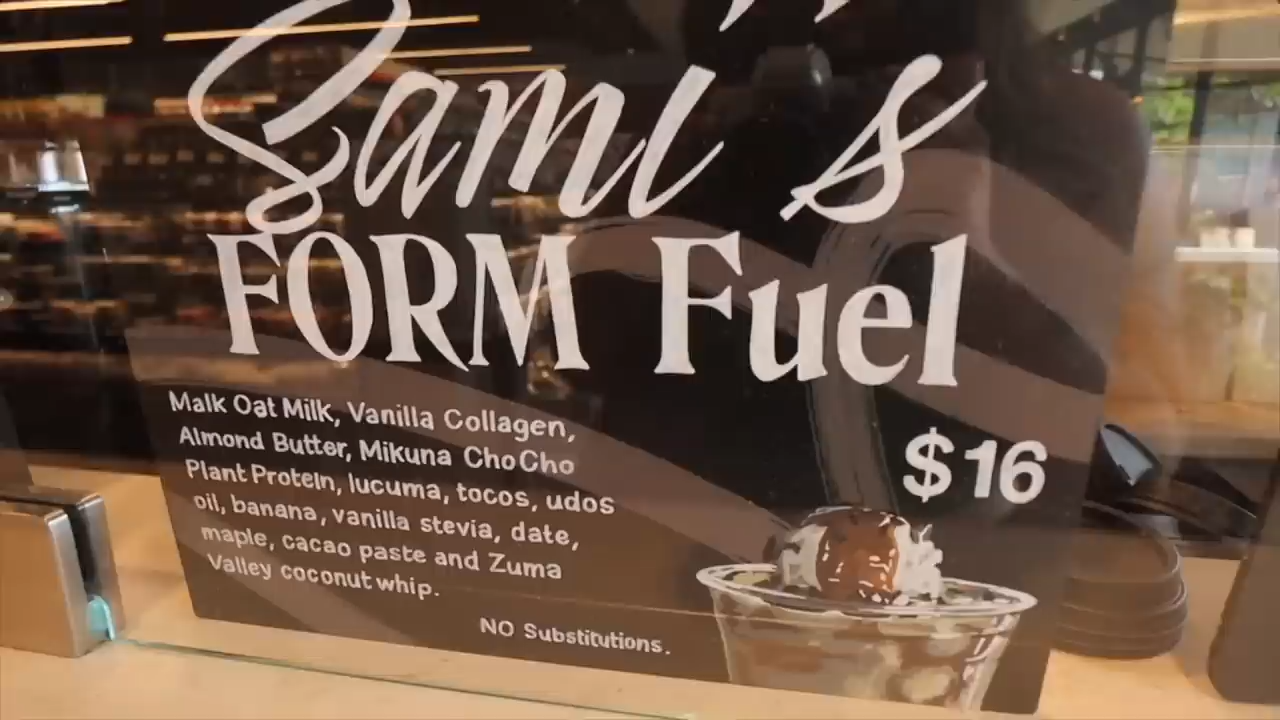 Sami's
FORM Fuel
Malk Oat Milk, Vanilla Collagen,
Almond Butter, Mikuna ChoCho
Plant Protein, lucuma, tocos, udos
oil, banana, vanilla stevia, date,
maple, cacao paste and Zuma
Valley coconut whip.
$16
NO Substitutions.